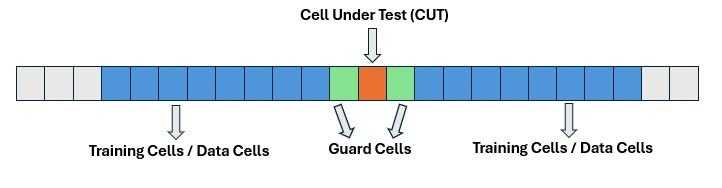 Cell Under Test (CUT)
Training Cells / Data Cells
Guard Cells
Training Cells / Data Cells